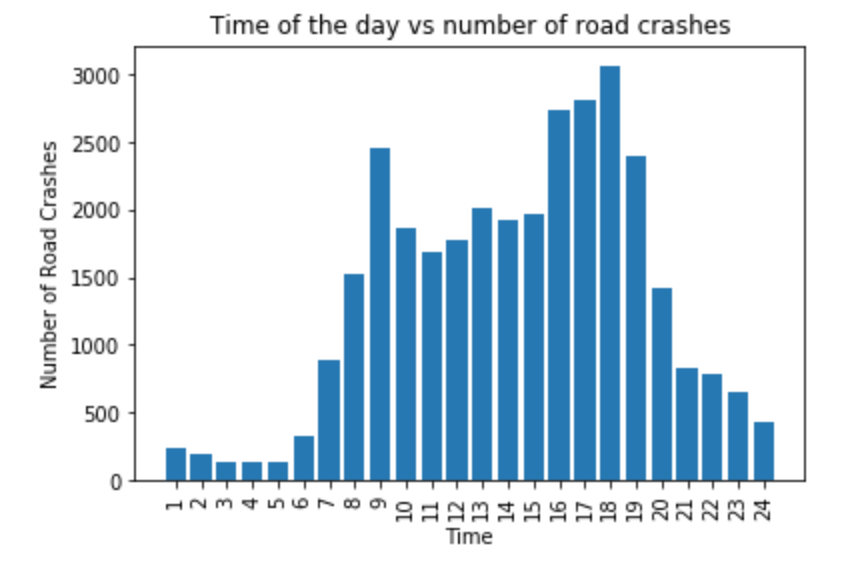 Time of the day vs number of road crashes
Number of Road Crashes
3000
2500
2000
1500
1000
500
0
1 2 3 4 5 6 7 8 9 10 11 12 13 14 15 16 17 18 19 20 21 22 23 24
Time